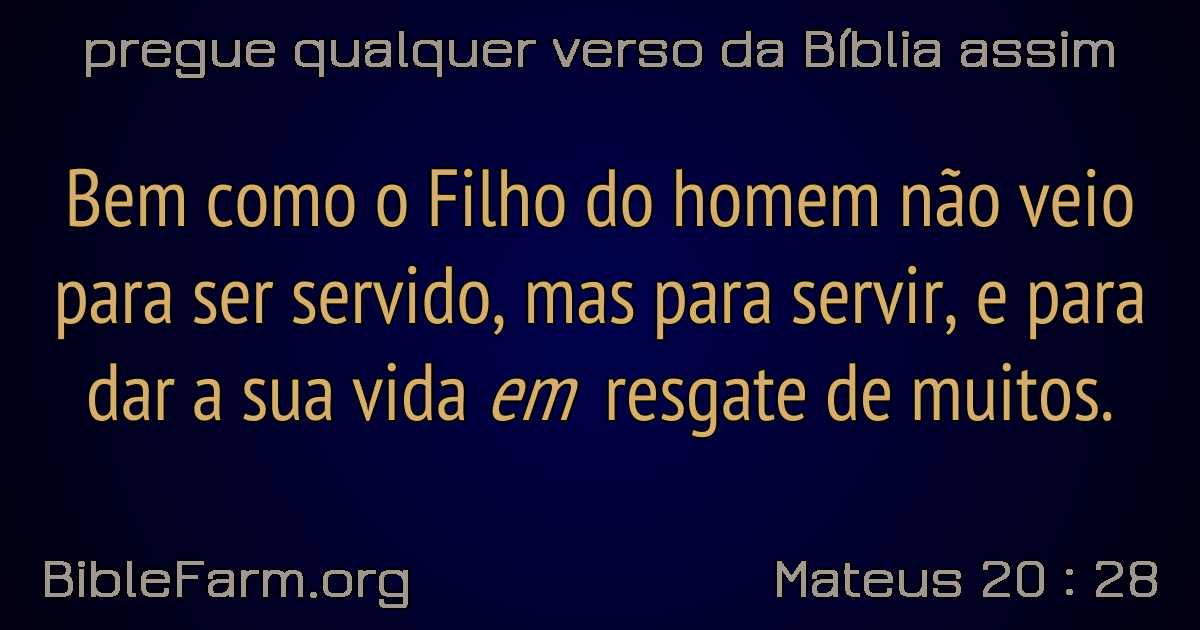 pregue qualquer verso da Bíblia assim
Bem como o Filho do homem não veio
para ser servido, mas para servir, e para
dar a sua vida em resgate de muitos.
BibleFarm.org
Mateus 20 : 28